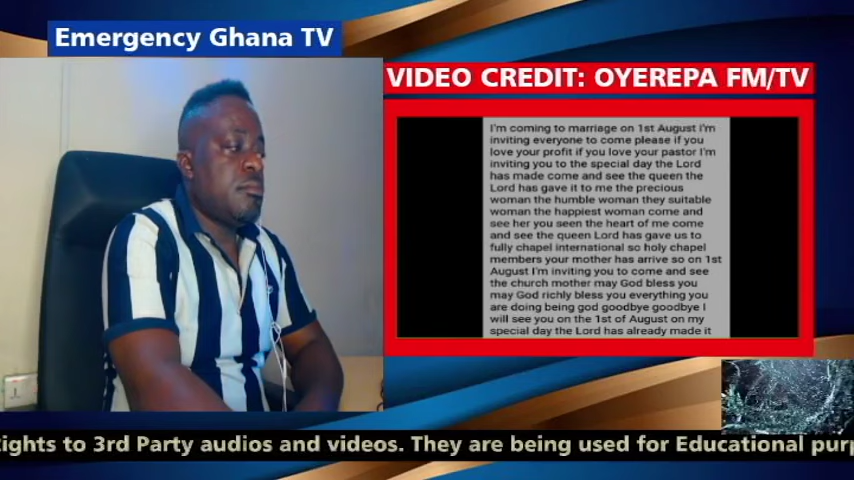 Emergency Ghana TV
VIDEO CREDIT: OYEREPA FM/TV
I'm coming to marriage on 1st August i'm
inviting everyone to come please if you
love your profit if you love your pastor I'm
inviting you to the special day the Lord
has made come and see the queen the
Lord has gave it to me the precious
woman the humble woman they suitable
woman the happiest woman come and
see her you seen the heart of me come
and see the queen Lord has gave us to
fully chapel international so holy chapel
members your mother has arrive so on 1st
August I'm inviting you to come and see
the church mother may God bless you
may God richly bless you everything you
are doing being god goodbye goodbye I
will see you on the 1st of August on my
special day the Lord has already made it
ights to 3rd Party audios and videos. They are being used for Educational purp